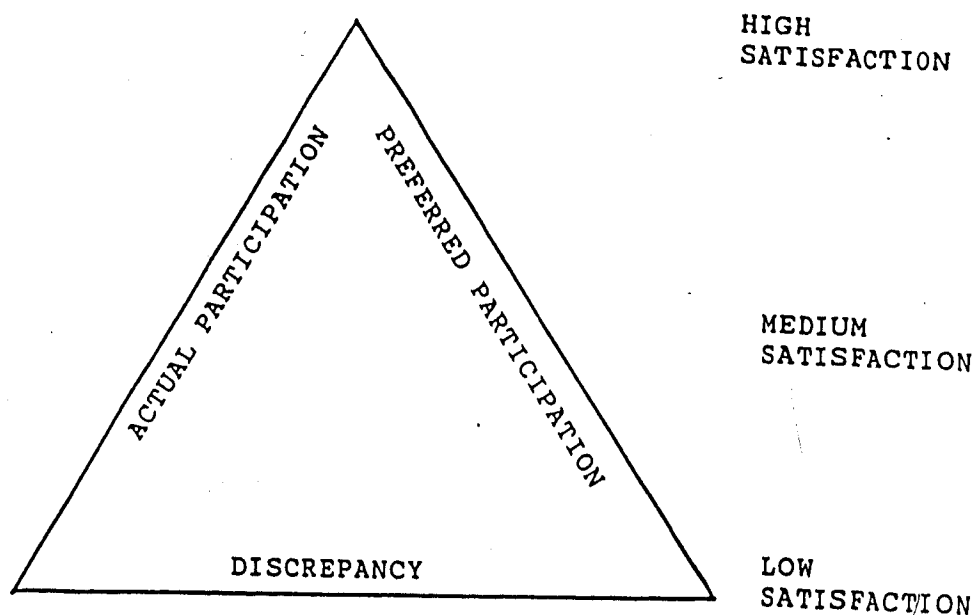 HIGH
SATISFACTION
ACTUAL PARTICIPATION
PREFERRED PARTICIPATION
MEDIUM
SATISFACTION
DISCREPANCY
LOW
SATISFACTION